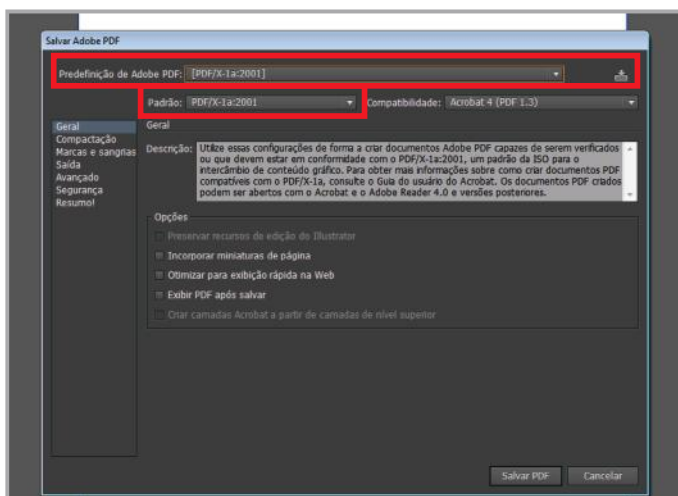 Salvar Adobe PDF
Predefinição de Adobe PDF: [PDF/X-1a:2001]
Padrão: PDF/X-1a:2001 Compatibilidade: Acrobat 4 (PDF 1.3)
Geral
Compactação
Marcas e sangrias
Saída
Avançado
Segurança
Resumo!
Geral
Descrição: Utilize essas configurações de forma a criar documentos Adobe PDF capazes de serem verificados
ou que devem estar em conformidade com o PDF/X-1a:2001, um padrão da ISO para o
intercâmbio de conteúdo gráfico. Para obter mais informações sobre como criar documentos PDF
compatíveis com o PDF/X-1a, consulte o Guia do usuário do Acrobat. Os documentos PDF criados
podem ser abertos com o Acrobat e o Adobe Reader 4.0 e versões posteriores.
Opções
Preservar recursos de edição do Illustrator
Incorporar miniaturas de página
Otimizar para exibição rápida na Web
Exibir PDF após salvar
Criar camadas Acrobat a partir de camadas de nível superior
Salvar PDF Cancelar